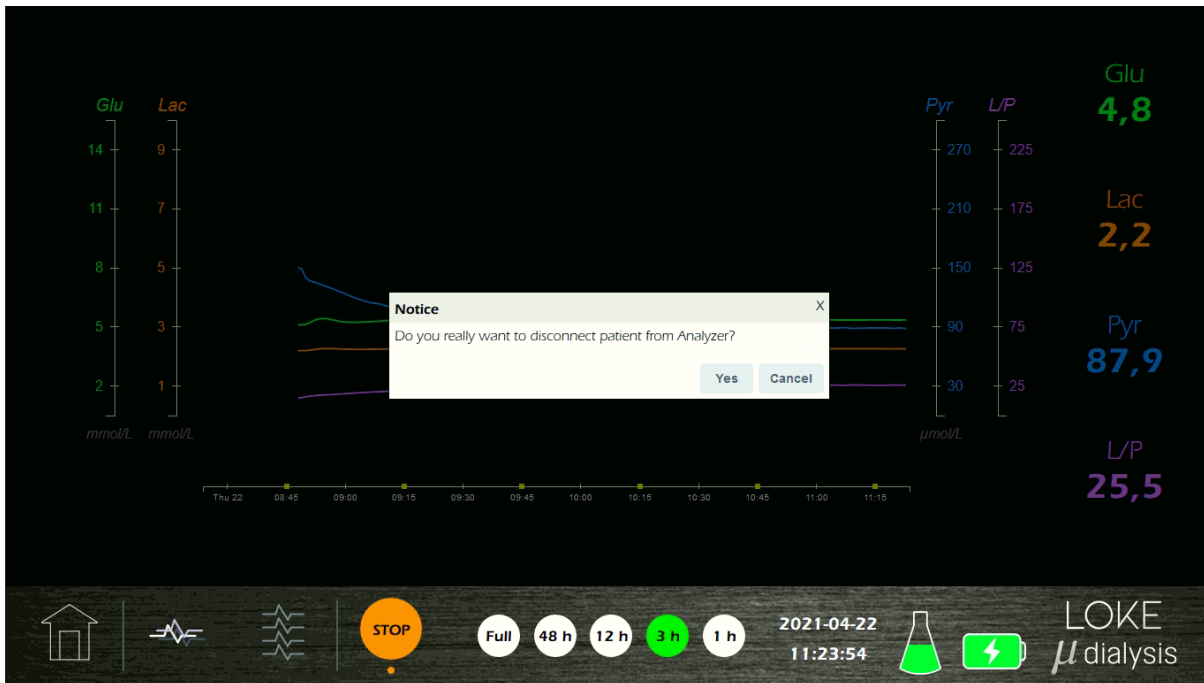 Glu
4,8
Glu Lac Pyr L/P
14 9 270 225
Lac
2,2
11 7 210 175
8 5 150 125
Notice X
Do you really want to disconnect patient from Analyzer?
Yes Cancel
5 3 90 75
Pyr
87,9
2 1 30 25
mmol/L mmol/L µmol/L
L/P
25,5
Thu 22 08:45 09:00 09:15 09:30 09:45 10:00 10:15 10:30 10:45 11:00 11:15
STOP
Full 48 h 12 h 3 h 1 h
2021-04-22
11:23:54
LOKE
µ dialysis